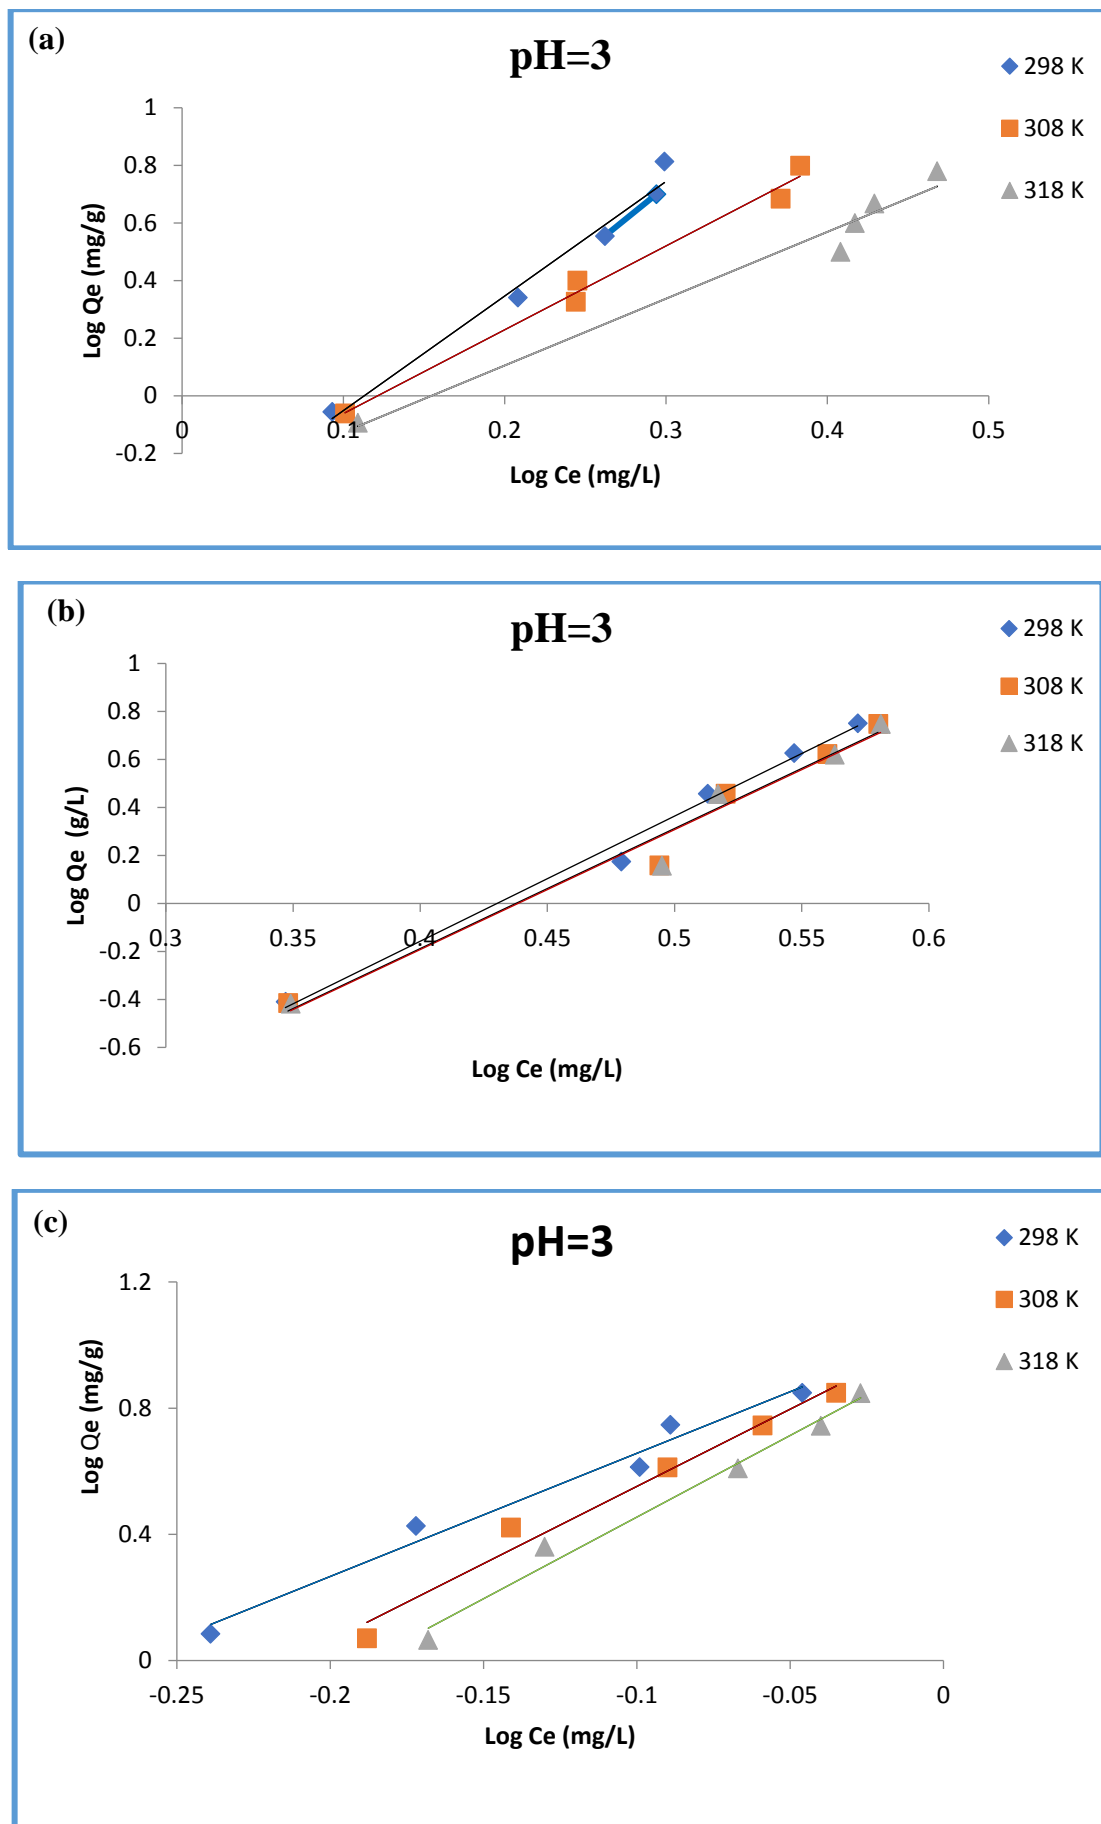 (a)
pH=3
298 K
308 K
318 K
1
0.8
0.6
0.4
0.2
0
-0.2
0
0.1
0.2
0.3
0.4
0.5
Log Qe (mg/g)
Log Ce (mg/L)
(b)
pH=3
298 K
308 K
318 K
1
0.8
0.6
0.4
0.2
0
-0.2
-0.4
-0.6
0.3
0.35
0.4
0.45
0.5
0.55
0.6
Log Qe (g/L)
Log Ce (mg/L)
(c)
pH=3
298 K
308 K
318 K
1.2
0.8
0.4
0
-0.25
-0.2
-0.15
-0.1
-0.05
0
Log Qe (mg/g)
Log Ce (mg/L)